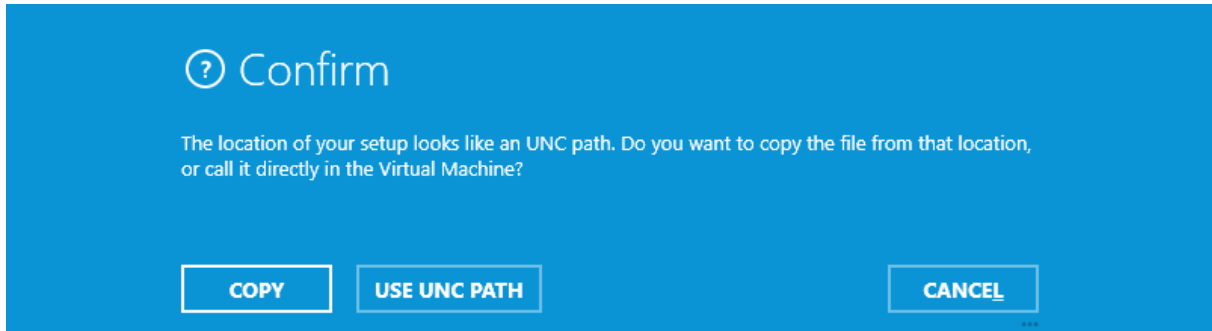 Confirm
The location of your setup looks like an UNC path. Do you want to copy the file from that location,
or call it directly in the Virtual Machine?
COPY USE UNC PATH CANCEL